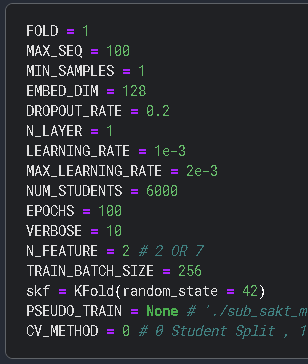 FOLD = 1
MAX_SEQ = 100
MIN_SAMPLES = 1
EMBED_DIM = 128
DROPOUT_RATE = 0.2
N_LAYER = 1
LEARNING_RATE = 1e-3
MAX_LEARNING_RATE = 2e-3
NUM_STUDENTS = 6000
EPOCHS = 100
VERBOSE = 10
N_FEATURE = 2 # 2 OR 7
TRAIN_BATCH_SIZE = 256
skf = KFold(random_state = 42)
PSEUDO_TRAIN = None # './sub_sakt_m
CV_METHOD = 0 # 0 Student Split , 1